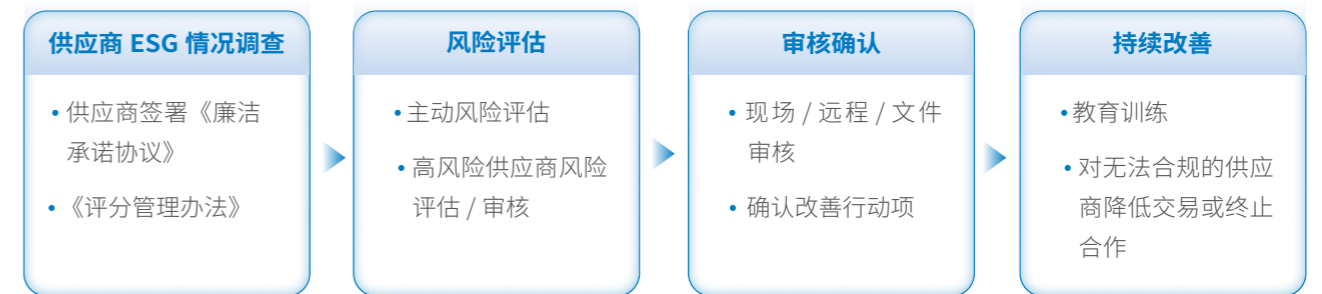 供应商 ESG 情况调查
• 供应商签署《廉洁
承诺协议》
• 《评分管理办法》
风险评估
• 主动风险评估
• 高风险供应商风险
评估 / 审核
审核确认
• 现场 / 远程 / 文件
审核
• 确认改善行动项
持续改善
• 教育训练
• 对无法合规的供应
商降低交易或终止
合作